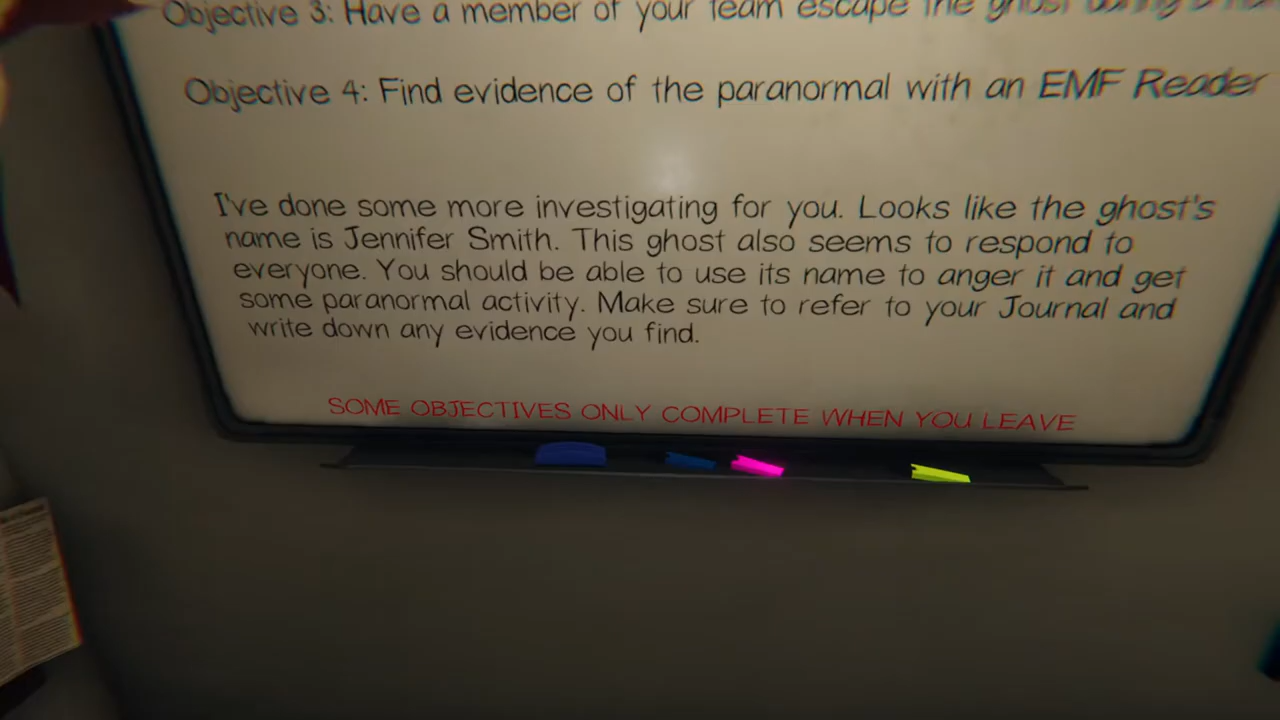 Objective 3: Have a member of your team escape the ghost during a
Objective 4: Find evidence of the paranormal with an EMF Reader
I've done some more investigating for you. Looks like the ghost's
name is Jennifer Smith. This ghost also seems to respond to
everyone. You should be able to use its name to anger it and get
some paranormal activity. Make sure to refer to your Journal and
write down any evidence you find.
SOME OBJECTIVES ONLY COMPLETE WHEN YOU LEAVE